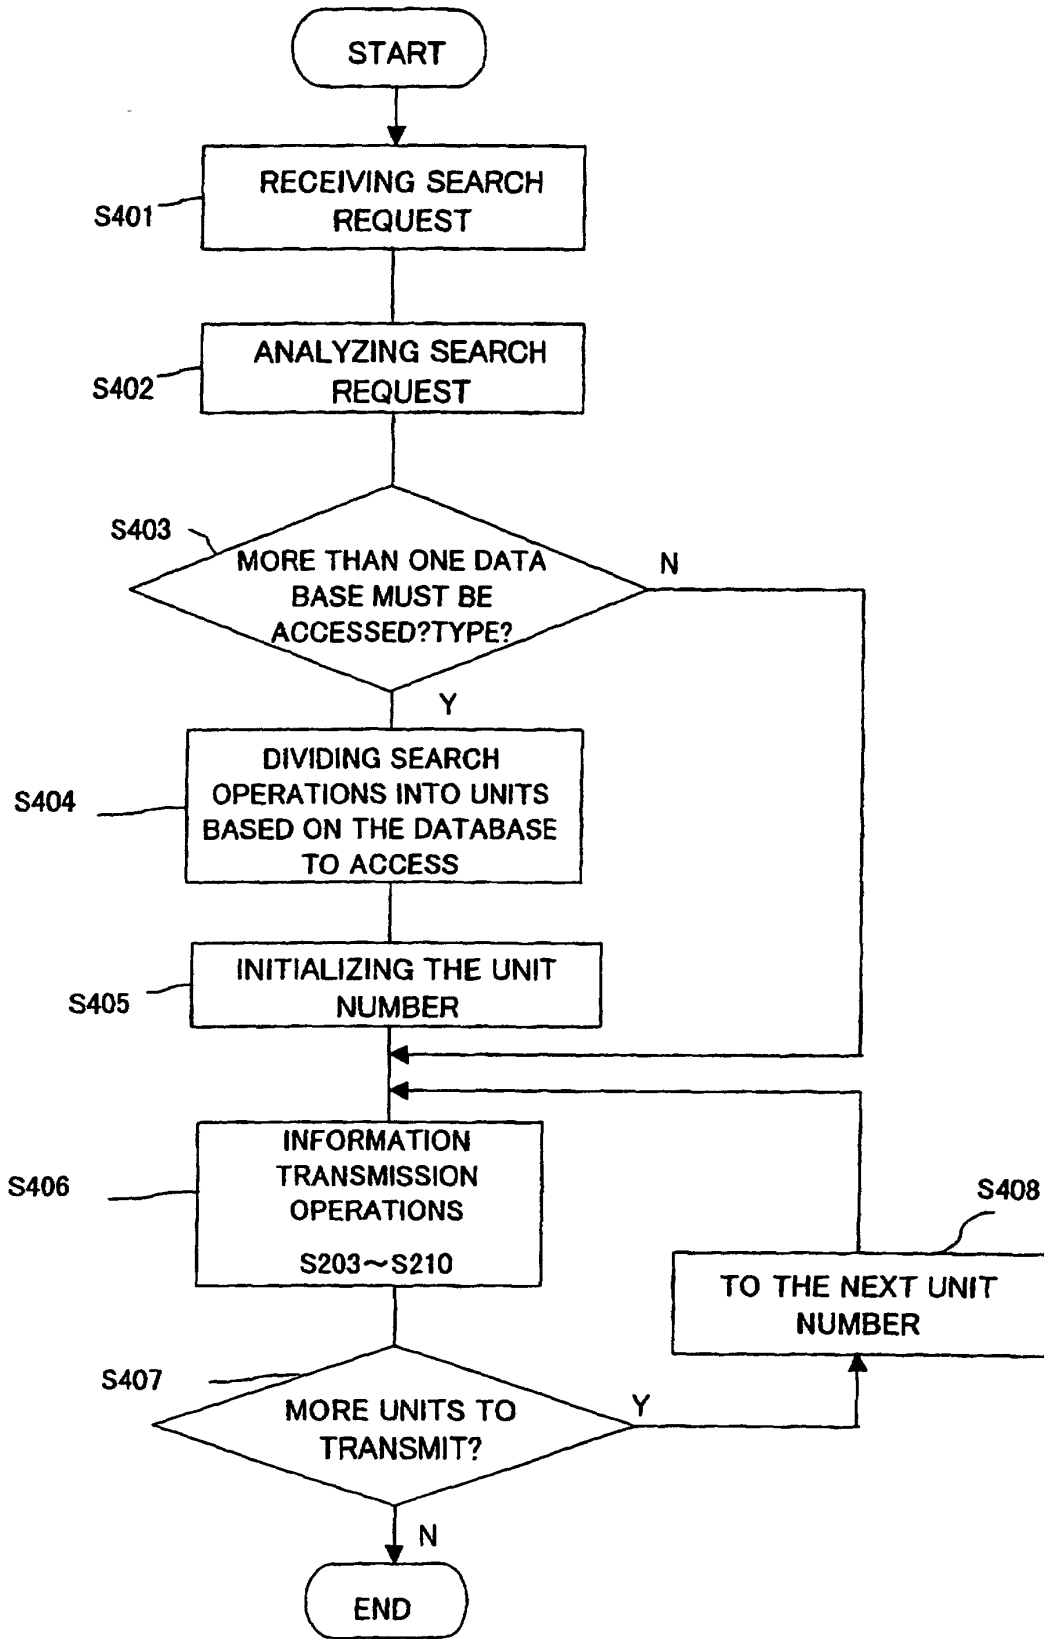 START
RECEIVING SEARCH
REQUEST
S401
ANALYZING SEARCH
REQUEST
S402
S403
MORE THAN ONE DATA
BASE MUST BE
ACCESSED?TYPE?
N
Y
DIVIDING SEARCH
OPERATIONS INTO UNITS
BASED ON THE DATABASE
TO ACCESS
S404
INITIALIZING THE UNIT
NUMBER
S405
INFORMATION
TRANSMISSION
OPERATIONS
S203～S210
S406
S408
TO THE NEXT UNIT
NUMBER
S407
MORE UNITS TO
TRANSMIT?
Y
N
END